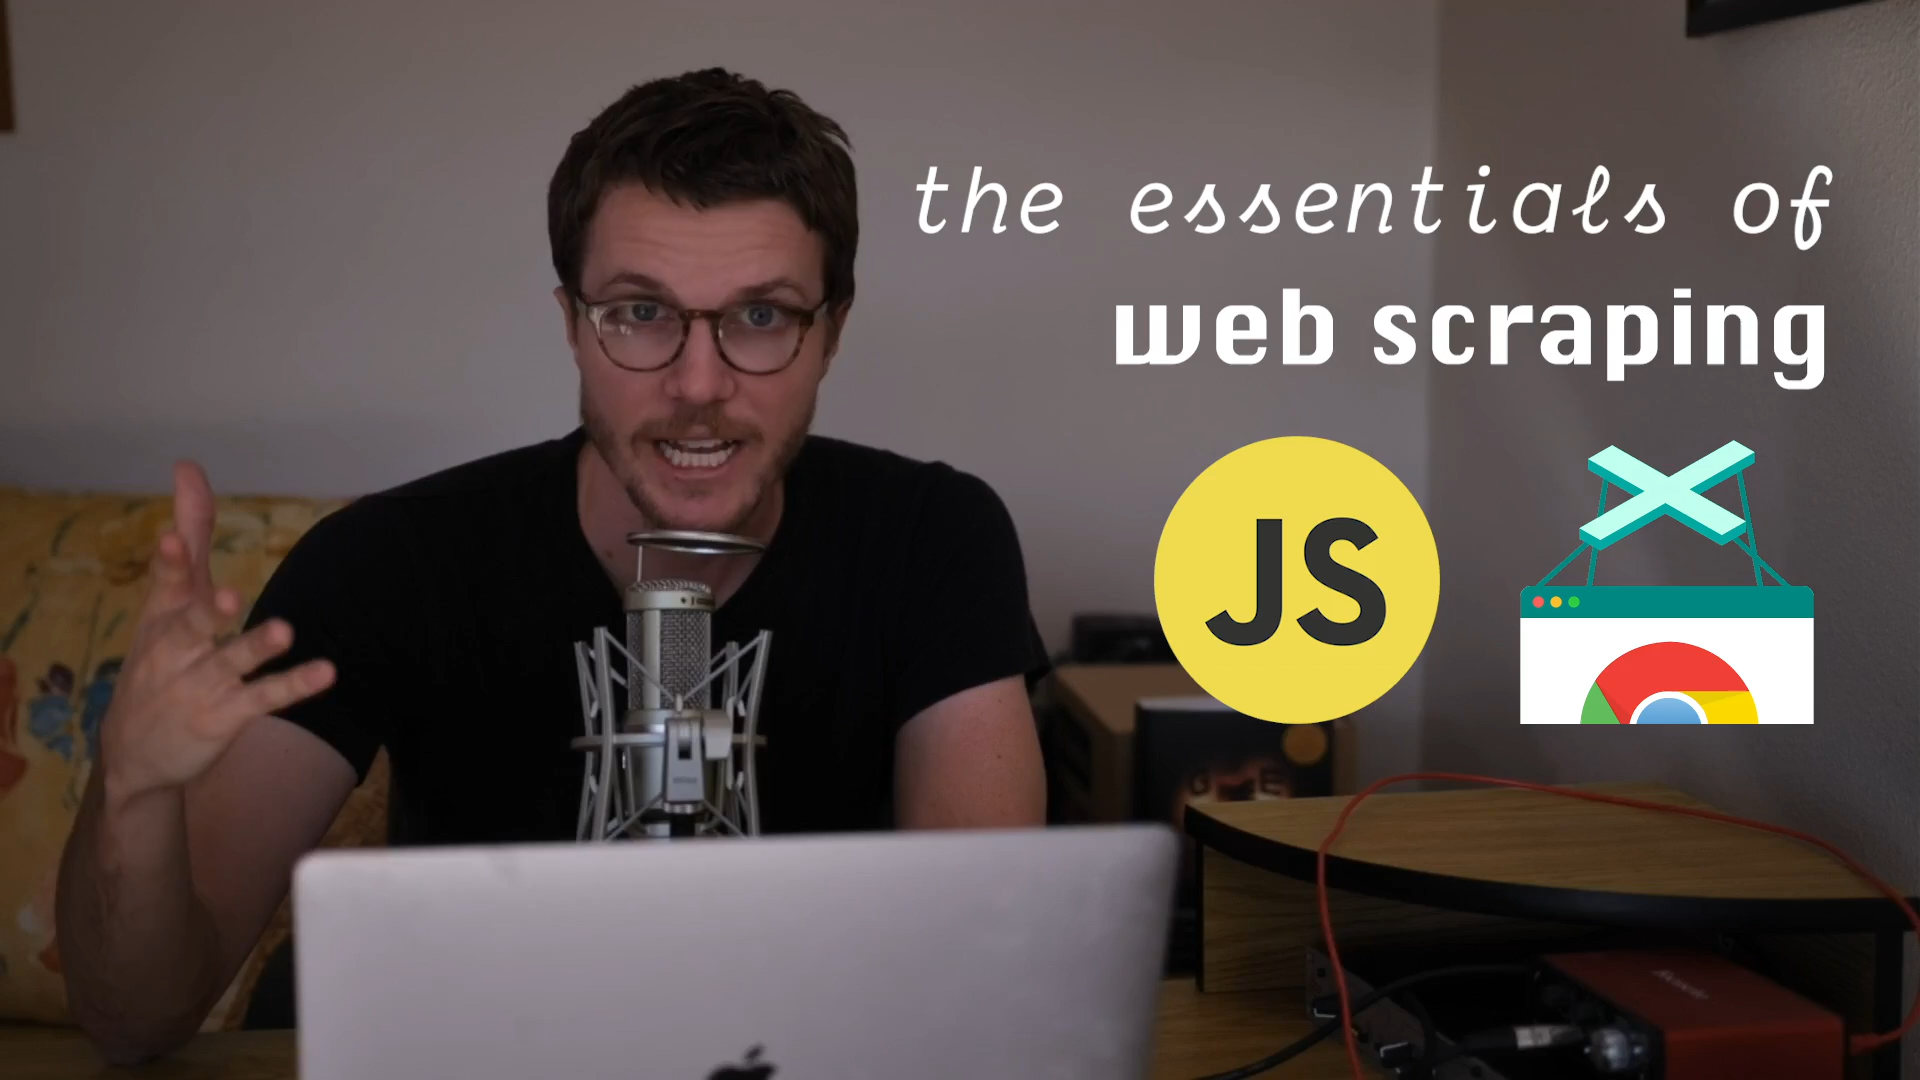 the essentials of
web scraping
JS